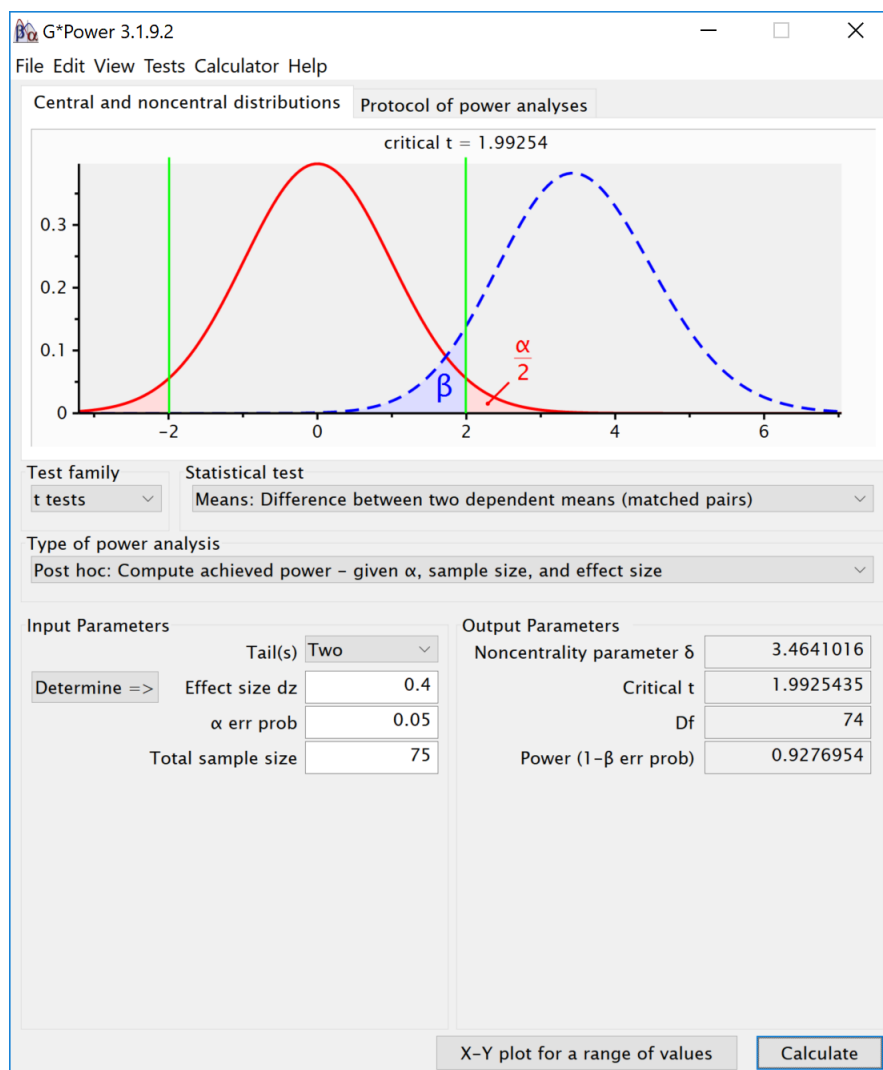 βα G*Power 3.1.9.2
File Edit View Tests Calculator Help
Central and noncentral distributions Protocol of power analyses
critical t = 1.99254
0.3
0.2
0.1
0
α
2
β
-2 0 2 4 6
Test family Statistical test
t tests Means: Difference between two dependent means (matched pairs)
Type of power analysis
Post hoc: Compute achieved power – given α, sample size, and effect size
Input Parameters Output Parameters
Tail(s) Two Noncentrality parameter δ 3.4641016
Determine => Effect size dz 0.4 Critical t 1.9925435
α err prob 0.05 Df 74
Total sample size 75 Power (1-β err prob) 0.9276954
X-Y plot for a range of values Calculate